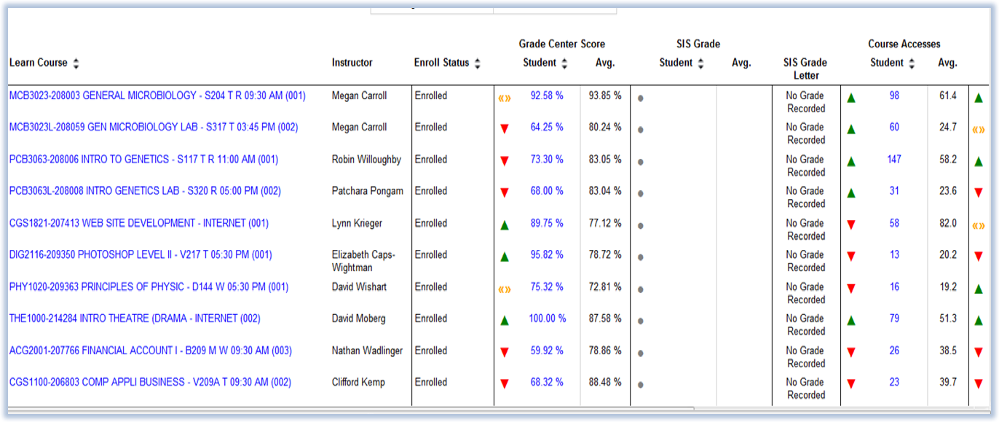 Grade Center Score SIS Grade Course Accesses
Learn Course Instructor Enroll Status Student Avg. Student Avg. SIS Grade Student Avg.
Letter
MCB3023-208003 GENERAL MICROBIOLOGY - S204 T R 09:30 AM (001) Megan Carroll Enrolled «» 92.58 % 93.85 % No Grade 98 61.4
Recorded
MCB3023L-208059 GEN MICROBIOLOGY LAB - S317 T 03:45 PM (002) Megan Carroll Enrolled 64.25 % 80.24 % No Grade 60 24.7 «»
Recorded
PCB3063-208006 INTRO TO GENETICS - S117 T R 11:00 AM (001) Robin Willoughby Enrolled 73.30 % 83.05 % No Grade 147 58.2
Recorded
PCB3063L-208008 INTRO GENETICS LAB - S320 R 05:00 PM (002) Patchara Pongam Enrolled 68.00 % 83.04 % No Grade 31 23.6
Recorded
CGS1821-207413 WEB SITE DEVELOPMENT - INTERNET (001) Lynn Krieger Enrolled 89.75 % 77.12 % No Grade 58 82.0 «»
Recorded
DIG2116-209350 PHOTOSHOP LEVEL II - V217 T 05:30 PM (001) Elizabeth Caps- Enrolled 95.82 % 78.72 % No Grade 13 20.2
Wightman Recorded
PHY1020-209363 PRINCIPLES OF PHYSIC - D144 W 05:30 PM (001) David Wishart Enrolled «» 75.32 % 72.81 % No Grade 16 19.2
Recorded
THE1000-214284 INTRO THEATRE (DRAMA - INTERNET (002) David Moberg Enrolled 100.00 % 87.58 % No Grade 79 51.3
Recorded
ACG2001-207766 FINANCIAL ACCOUNT I - B209 M W 09:30 AM (003) Nathan Wadlinger Enrolled 59.92 % 78.86 % No Grade 26 38.5
Recorded
CGS1100-206803 COMP APPLI BUSINESS - V209A T 09:30 AM (002) Clifford Kemp Enrolled 68.32 % 88.48 % No Grade 23 39.7
Recorded